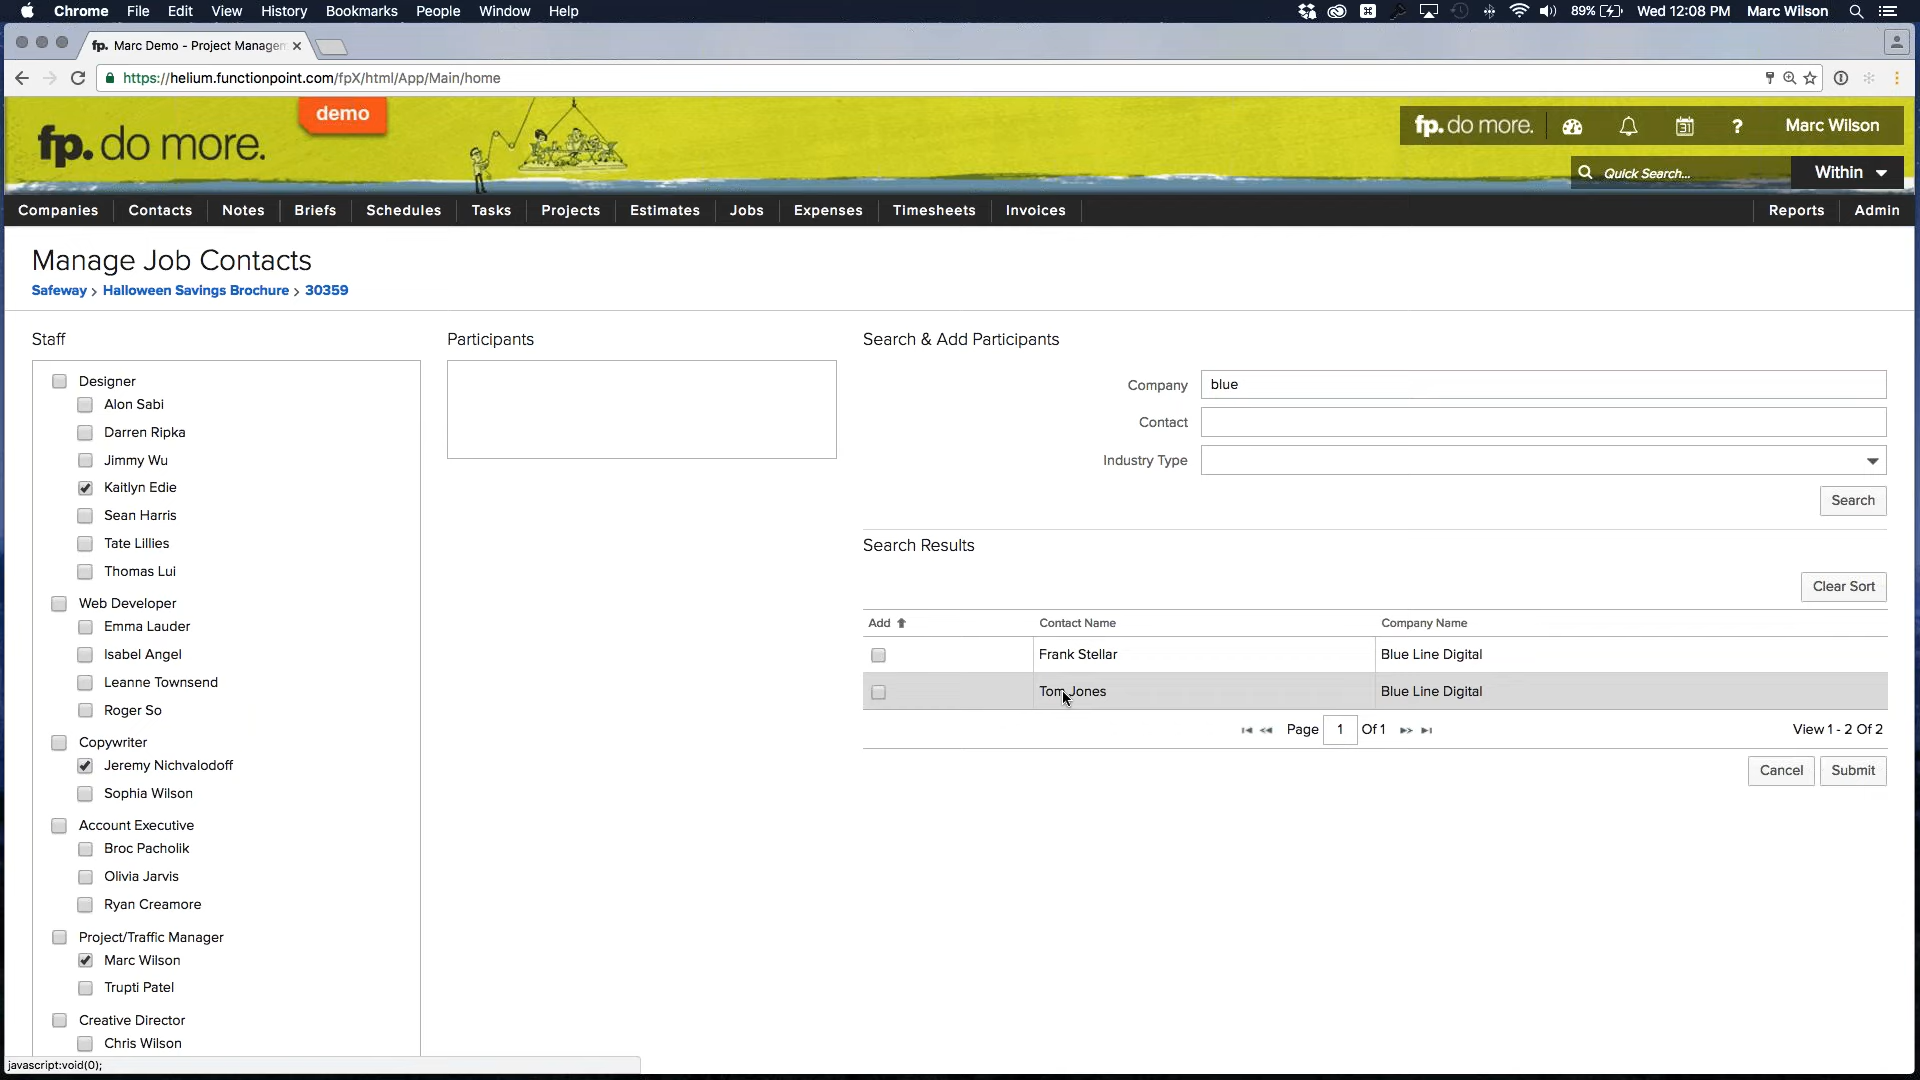 Chrome File Edit View History Bookmarks People Window Help 89% Wed 12:08 PM Marc Wilson
fp. Marc Demo - Project Managem
https://helium.functionpoint.com/fpX/html/App/Main/home
demo
fp. do more.
fp. do more. 31 ? Marc Wilson
Quick Search... Within
Companies Contacts Notes Briefs Schedules Tasks Projects Estimates Jobs Expenses Timesheets Invoices Reports Admin
Manage Job Contacts
Safeway > Halloween Savings Brochure > 30359
Staff
Designer
Alon Sabi
Darren Ripka
Jimmy Wu
Kaitlyn Edie
Sean Harris
Tate Lillies
Thomas Lui
Web Developer
Emma Lauder
Isabel Angel
Leanne Townsend
Roger So
Copywriter
Jeremy Nichvalodoff
Sophia Wilson
Account Executive
Broc Pacholik
Olivia Jarvis
Ryan Creamore
Project/Traffic Manager
Marc Wilson
Trupti Patel
Creative Director
Chris Wilson
Participants
Search & Add Participants
Company blue
Contact
Industry Type
Search
Search Results
Clear Sort
Add Contact Name Company Name
Frank Stellar Blue Line Digital
Tom Jones Blue Line Digital
Page 1 Of 1 View 1 - 2 Of 2
Cancel Submit
javascript:void(0);